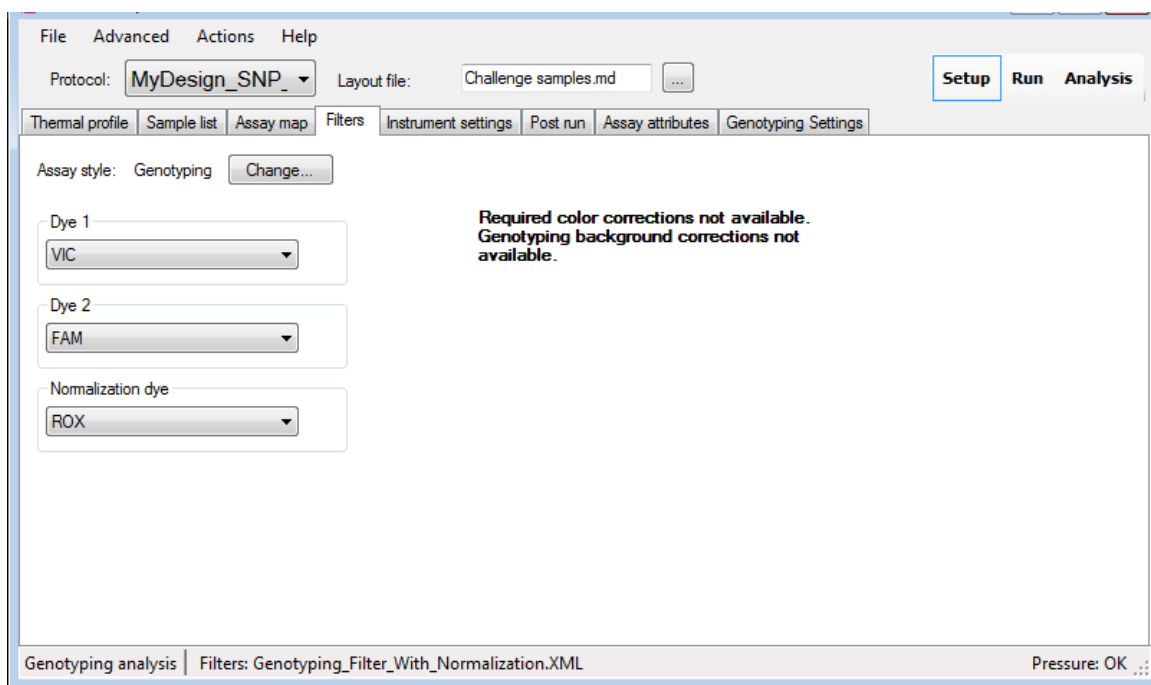 File Advanced Actions Help
Protocol: MyDesign_SNP_ Layout file: Challenge samples.md ... Setup Run Analysis
Thermal profile Sample list Assay map Filters Instrument settings Post run Assay attributes Genotyping Settings
Assay style: Genotyping Change...
Dye 1
VIC
Required color corrections not available.
Genotyping background corrections not
available.
Dye 2
FAM
Normalization dye
ROX
Genotyping analysis Filters: Genotyping_Filter_With_Normalization.XML Pressure: OK